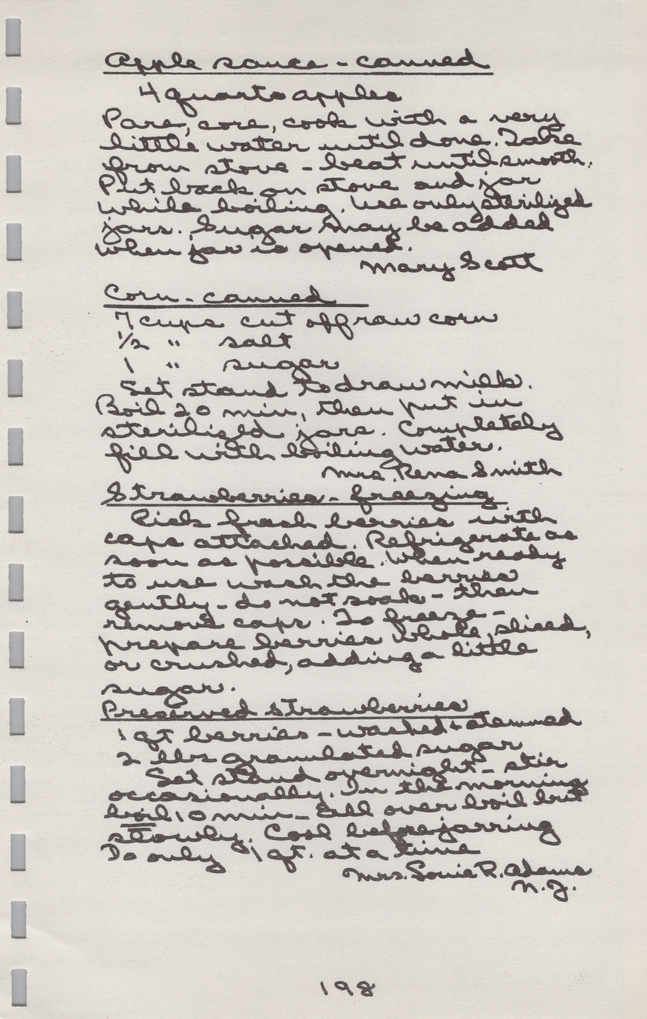 Apple sauce - canned
4 quarts apples
Pare, core, cook with a very
little water until done. Take
from stove - beat until smooth.
Put back on stove and jar
while boiling. Use only sterilized
jars. Sugar may be added
when jar is opened.
Mary Scott
Corn - canned
7 cups cut off raw corn
1/2 " salt
1 " sugar
Set stand to draw milk.
Boil 20 min, then put in
sterilized jars. Completely
fill with boiling water.
Mrs. Rena Smith
Strawberries - freezing
Pick fresh berries with
caps attached. Refrigerate as
soon as possible. When ready
to use wash the berries
gently - do not soak - then
remove caps. To freeze -
prepare berries whole, sliced,
or crushed, adding a little
sugar.
Preserved strawberries
1 qt berries - washed + stemmed
2 lbs granulated sugar
Set stand overnight - stir
occasionally. In the morning
boil 10 min - all over boil but
slowly. Cool before jarring
Do only 1 qt. at a time
Mrs. Louie R. Adams
N.J.
198